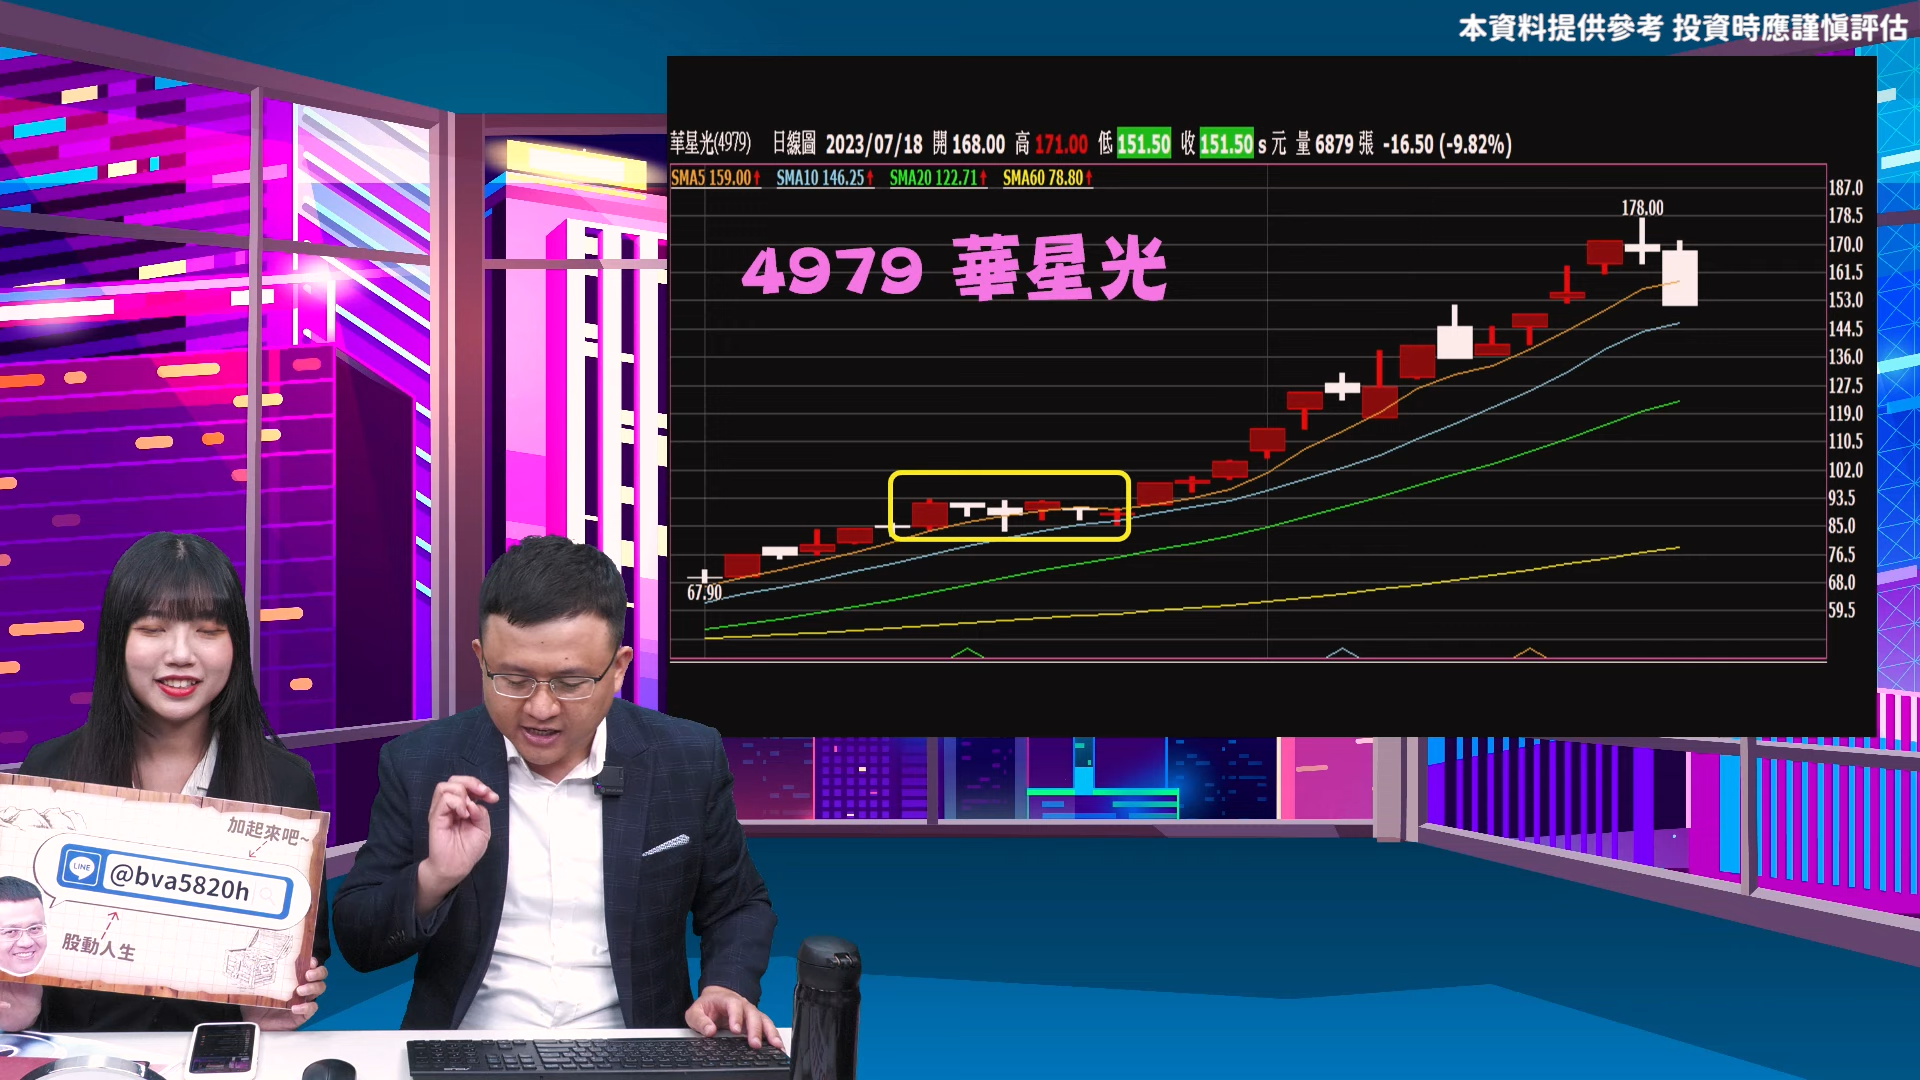 本資料提供參考 投資時應謹慎評估
華星光(4979) 日線圖 2023/07/18 開 168.00 高 171.00 低 151.50 收 151.50 s 元 量 6879 張 -16.50 (-9.82%)
SMA5 159.00↑ SMA10 146.25↑ SMA20 122.71↑ SMA60 78.80↑
4979 華星光
178.00
67.90
187.0
178.5
170.0
161.5
153.0
144.5
136.0
127.5
119.0
110.5
102.0
93.5
85.0
76.5
68.0
59.5
加起來吧~
LINE @bva5820h
股動人生